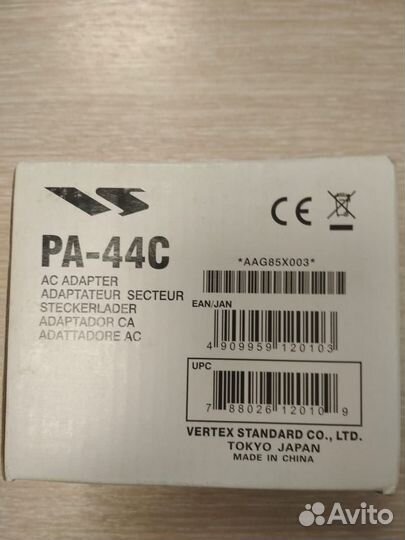 VS
CE
PA-44C
AC ADAPTER
ADAPTATEUR SECTEUR
STECKERLADER
ADAPTADOR CA
ADATTADORE AC
*AAG85X003*
EAN/JAN
4 909959 120103
UPC
7 88026 12010 9
VERTEX STANDARD CO., LTD.
TOKYO JAPAN
MADE IN CHINA
Avito